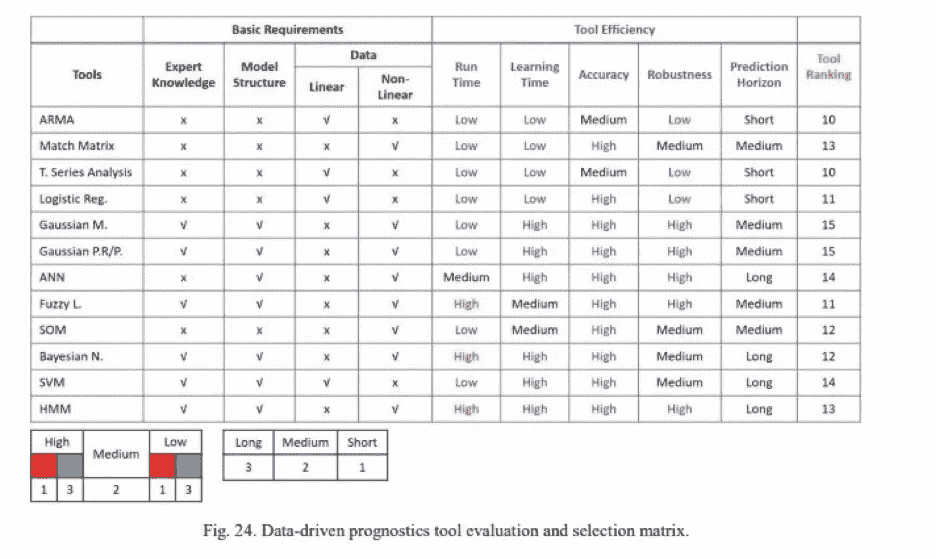 Basic Requirements Tool Efficiency
Tools Expert Knowledge Model Structure Data Run Time Learning Time Accuracy Robustness Prediction Horizon Tool Ranking
Linear Non-Linear
ARMA x x √ x Low Low Medium Low Short 10
Match Matrix x x x √ Low Low High Medium Medium 13
T. Series Analysis x x √ x Low Low Medium Low Short 10
Logistic Reg. x x √ x Low Low High Low Short 11
Gaussian M. √ √ x √ Low High High High Medium 15
Gaussian P.R/P. √ √ x √ Low High High High Medium 15
ANN x √ x √ Medium High High High Long 14
Fuzzy L. √ √ x √ High Medium High High Medium 11
SOM x x x √ Low Medium High Medium Medium 12
Bayesian N. √ √ x √ High High High Medium Long 12
SVM √ √ √ x Low High High Medium Long 14
HMM √ √ x √ High High High High Long 13
High Medium Low
1 3 2 1 3
Long Medium Short
3 2 1
Fig. 24. Data-driven prognostics tool evaluation and selection matrix.